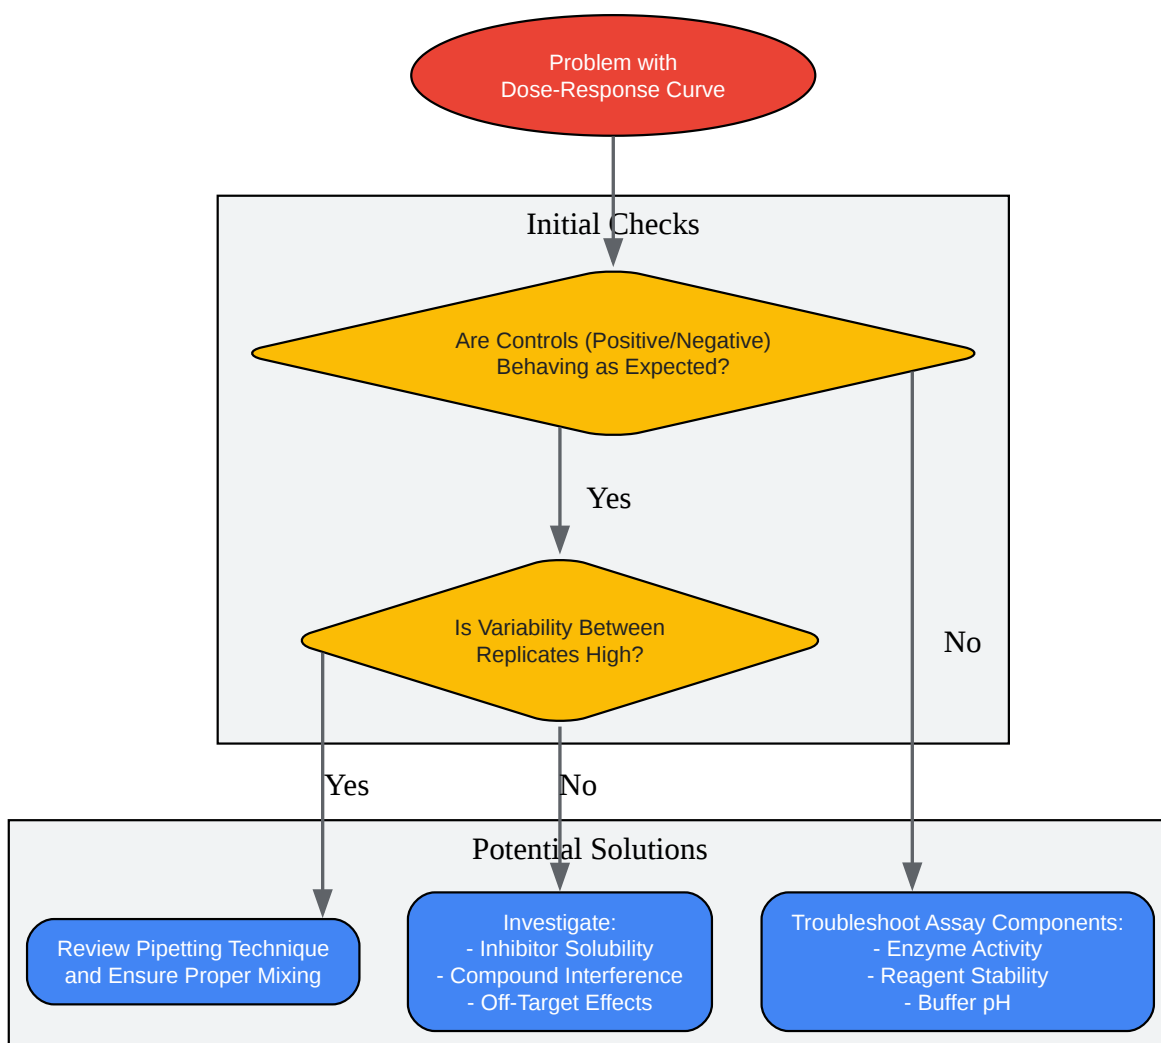 Problem with
Dose-Response Curve
Initial Checks
Are Controls (Positive/Negative)
Behaving as Expected?
Yes
Is Variability Between
Replicates High?
No
Yes
No
Potential Solutions
Review Pipetting Technique
and Ensure Proper Mixing
Investigate:
- Inhibitor Solubility
- Compound Interference
- Off-Target Effects
Troubleshoot Assay Components:
- Enzyme Activity
- Reagent Stability
- Buffer pH